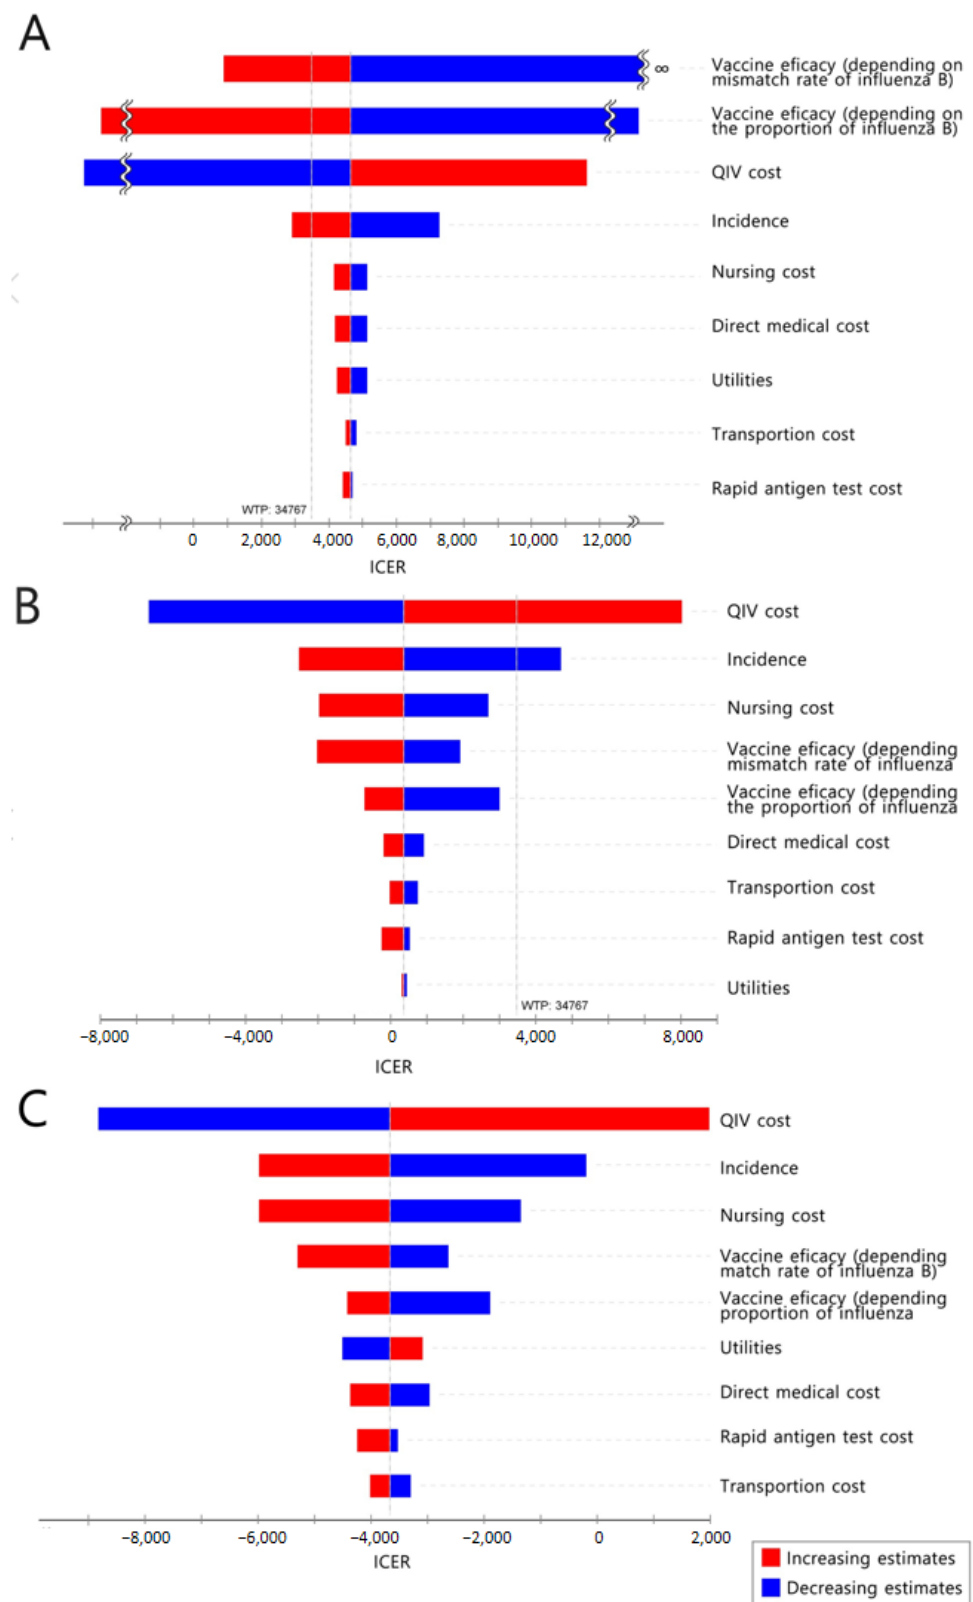 A
∞
Vaccine eficacy (depending on
mismatch rate of influenza B)
Vaccine eficacy (depending on
the proportion of influenza B)
QIV cost
Incidence
Nursing cost
Direct medical cost
Utilities
Transportion cost
Rapid antigen test cost
WTP: 34767
0 2,000 4,000 6,000 8,000 10,000 12,000
ICER
B
QIV cost
Incidence
Nursing cost
Vaccine eficacy (depending
mismatch rate of influenza
Vaccine eficacy (depending
the proportion of influenza
Direct medical cost
Transportion cost
Rapid antigen test cost
Utilities
WTP: 34767
−8,000 −4,000 0 4,000 8,000
ICER
C
QIV cost
Incidence
Nursing cost
Vaccine eficacy (depending
match rate of influenza B)
Vaccine eficacy (depending
proportion of influenza
Utilities
Direct medical cost
Rapid antigen test cost
Transportion cost
−8,000 −6,000 −4,000 −2,000 0 2,000
ICER
Increasing estimates
Decreasing estimates